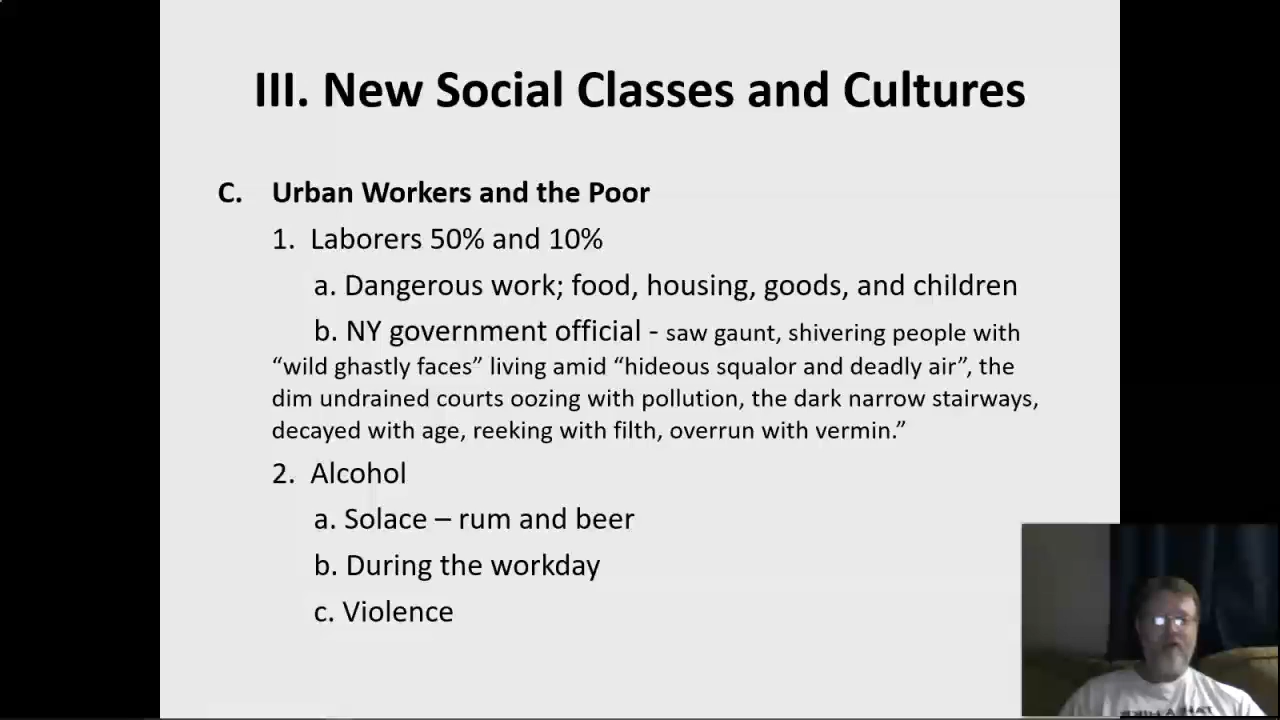 III. New Social Classes and Cultures
C. Urban Workers and the Poor
1. Laborers 50% and 10%
a. Dangerous work; food, housing, goods, and children
b. NY government official - saw gaunt, shivering people with
“wild ghastly faces” living amid “hideous squalor and deadly air”, the
dim undrained courts oozing with pollution, the dark narrow stairways,
decayed with age, reeking with filth, overrun with vermin.”
2. Alcohol
a. Solace – rum and beer
b. During the workday
c. Violence